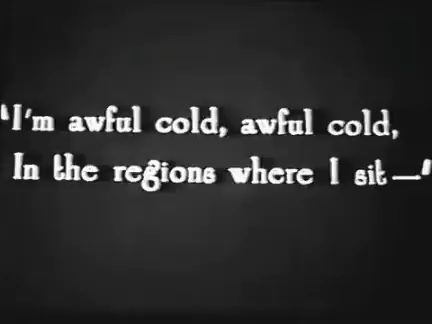 "I'm awful cold, awful cold,
In the regions where I sit—"